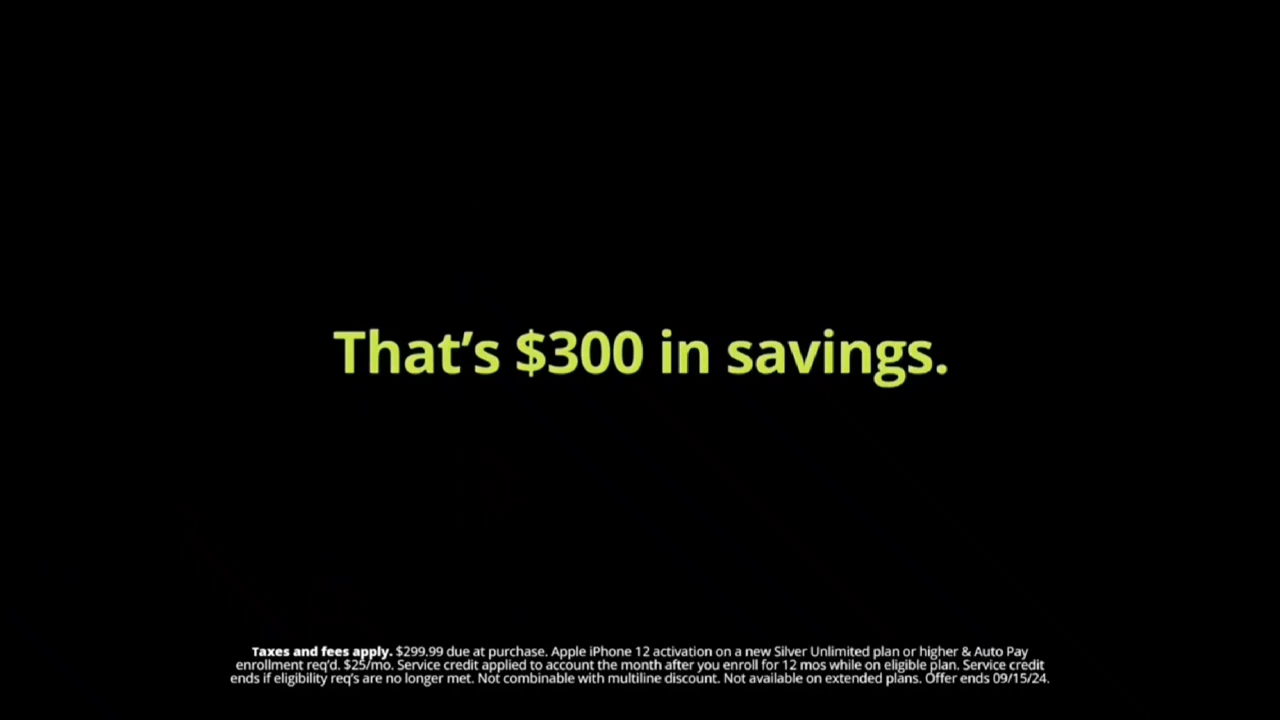 That's $300 in savings.
Taxes and fees apply. $299.99 due at purchase. Apple iPhone 12 activation on a new Silver Unlimited plan or higher & Auto Pay
enrollment req'd. $25/mo. Service credit applied to account the month after you enroll for 12 mos while on eligible plan. Service credit
ends if eligibility req's are no longer met. Not combinable with multiline discount. Not available on extended plans. Offer ends 09/15/24.